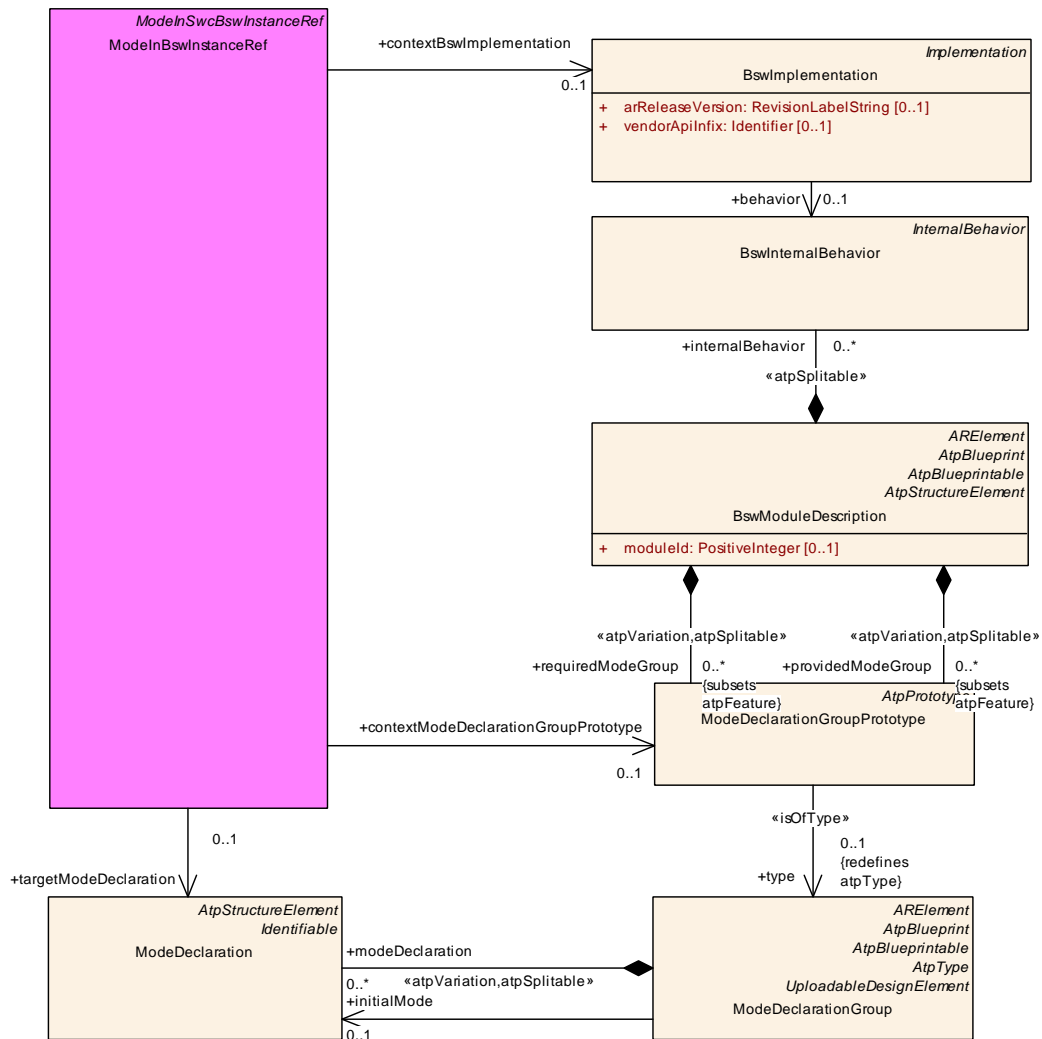 ModeInSwcBswInstanceRef
ModeInBswInstanceRef
+contextBswImplementation
0..1
Implementation
BswImplementation
+ arReleaseVersion: RevisionLabelString [0..1]
+ vendorApiInfix: Identifier [0..1]
+behavior
0..1
InternalBehavior
BswInternalBehavior
+internalBehavior
0..*
«atpSplitable»
ARElement
AtpBlueprint
AtpBlueprintable
AtpStructureElement
BswModuleDescription
+ moduleId: PositiveInteger [0..1]
«atpVariation,atpSplitable»
«atpVariation,atpSplitable»
+requiredModeGroup
0..*
{subsets
atpFeature}
+providedModeGroup
0..*
{subsets
atpFeature}
AtpPrototype
ModeDeclarationGroupPrototype
+contextModeDeclarationGroupPrototype
0..1
«isOfType»
0..1
{redefines
atpType}
+type
0..1
+targetModeDeclaration
AtpStructureElement
Identifiable
ModeDeclaration
+modeDeclaration
0..*
«atpVariation,atpSplitable»
+initialMode
0..1
ARElement
AtpBlueprint
AtpBlueprintable
AtpType
UploadableDesignElement
ModeDeclarationGroup